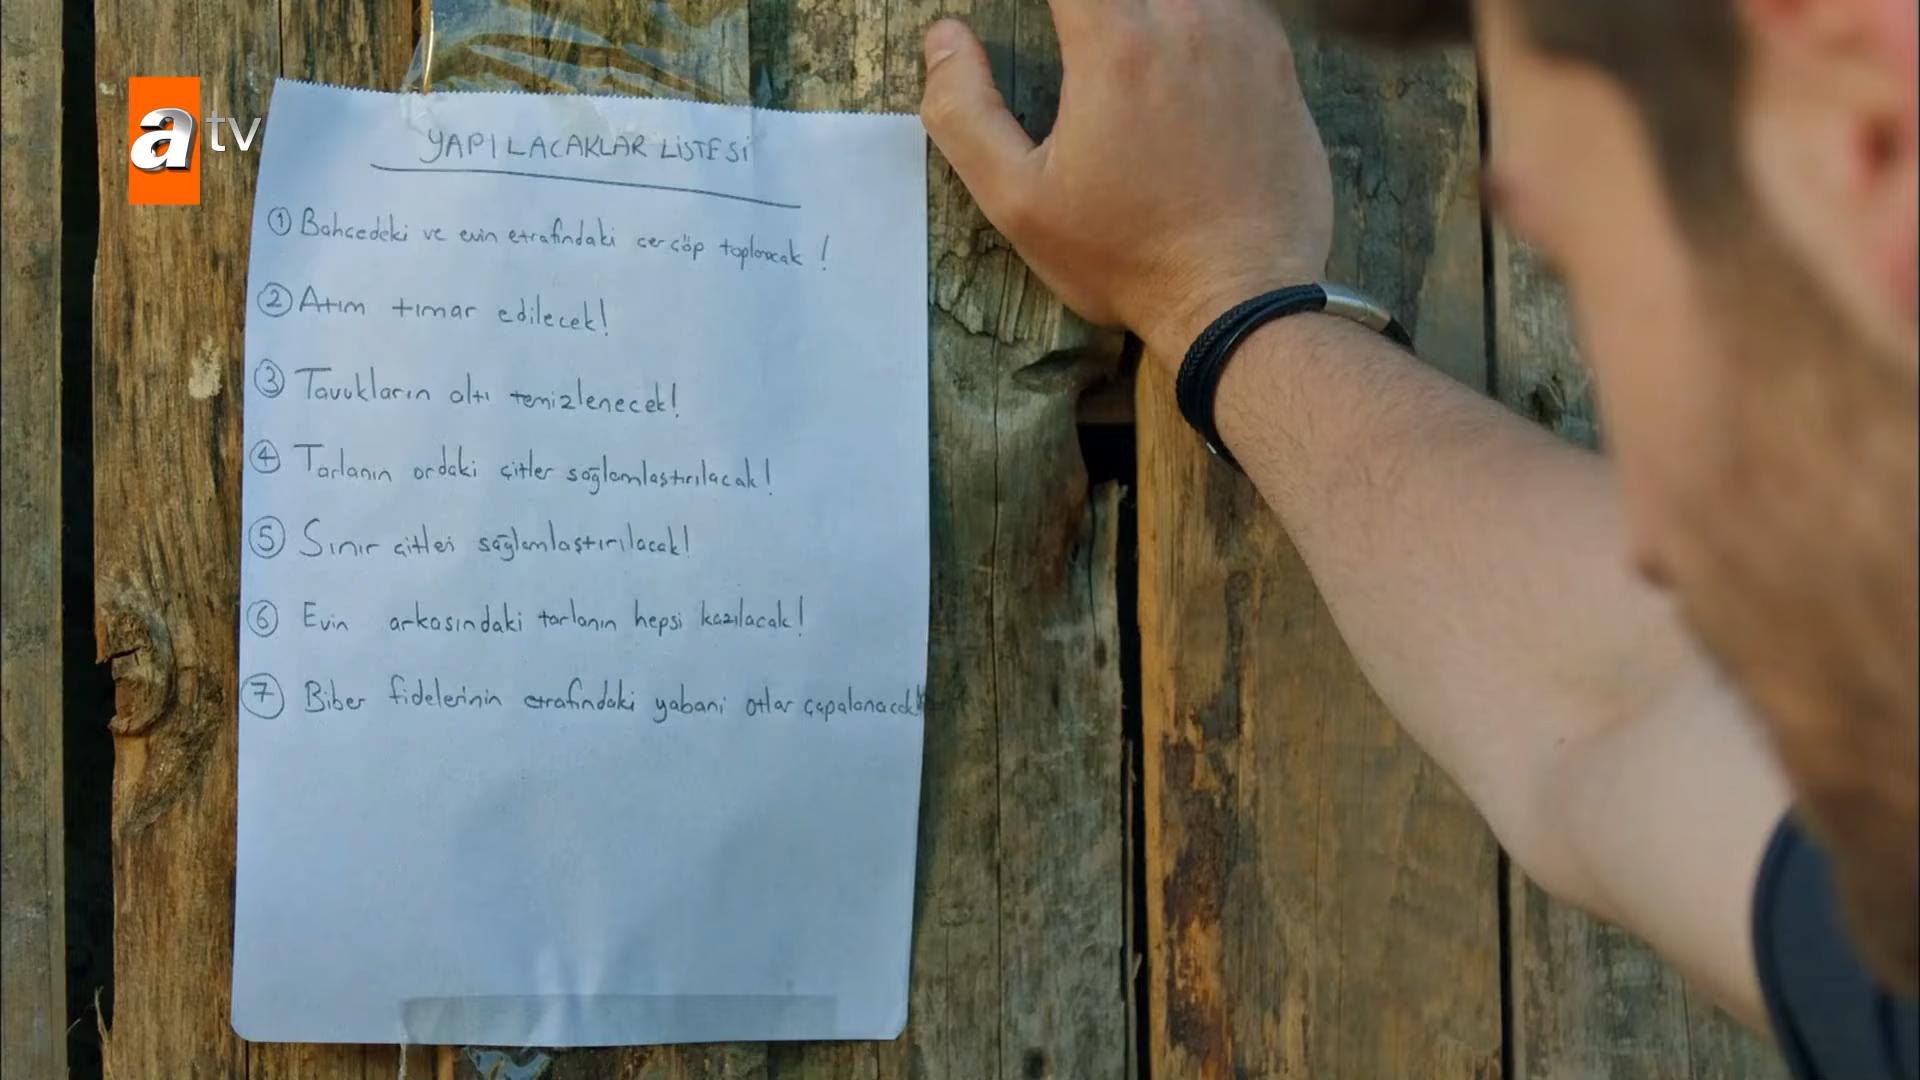 atv
YAPILACAKLAR LİSTESİ
① Bahcedeki ve evin etrafındaki cer çöp toplanacak !
② Atım tımar edilecek!
③ Tavukların altı temizlenecek!
④ Tarlanın ordaki çitler sağlamlaştırılacak!
⑤ Sınır çitleri sağlamlaştırılacak!
⑥ Evin arkasındaki tarlanın hepsi kazılacak!
⑦ Biber fidelerinin etrafındaki yabani otlar çapalanacak!